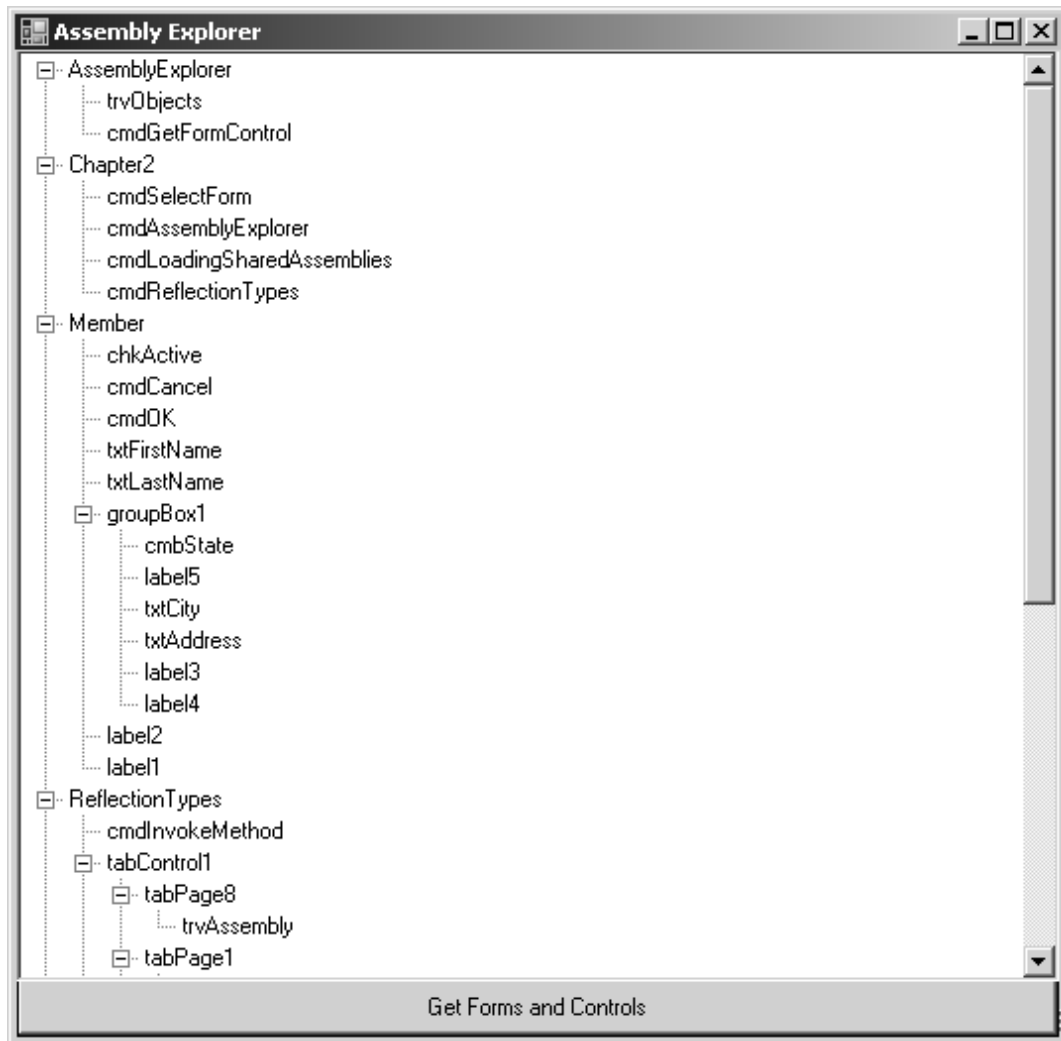 Assembly Explorer
AssemblyExplorer
trvObjects
cmdGetFormControl
Chapter2
cmdSelectForm
cmdAssemblyExplorer
cmdLoadingSharedAssemblies
cmdReflectionTypes
Member
chkActive
cmdCancel
cmdOK
txtFirstName
txtLastName
groupBox1
cmbState
label5
txtCity
txtAddress
label3
label4
label2
label1
ReflectionTypes
cmdInvokeMethod
tabControl1
tabPage8
trvAssembly
tabPage1
Get Forms and Controls